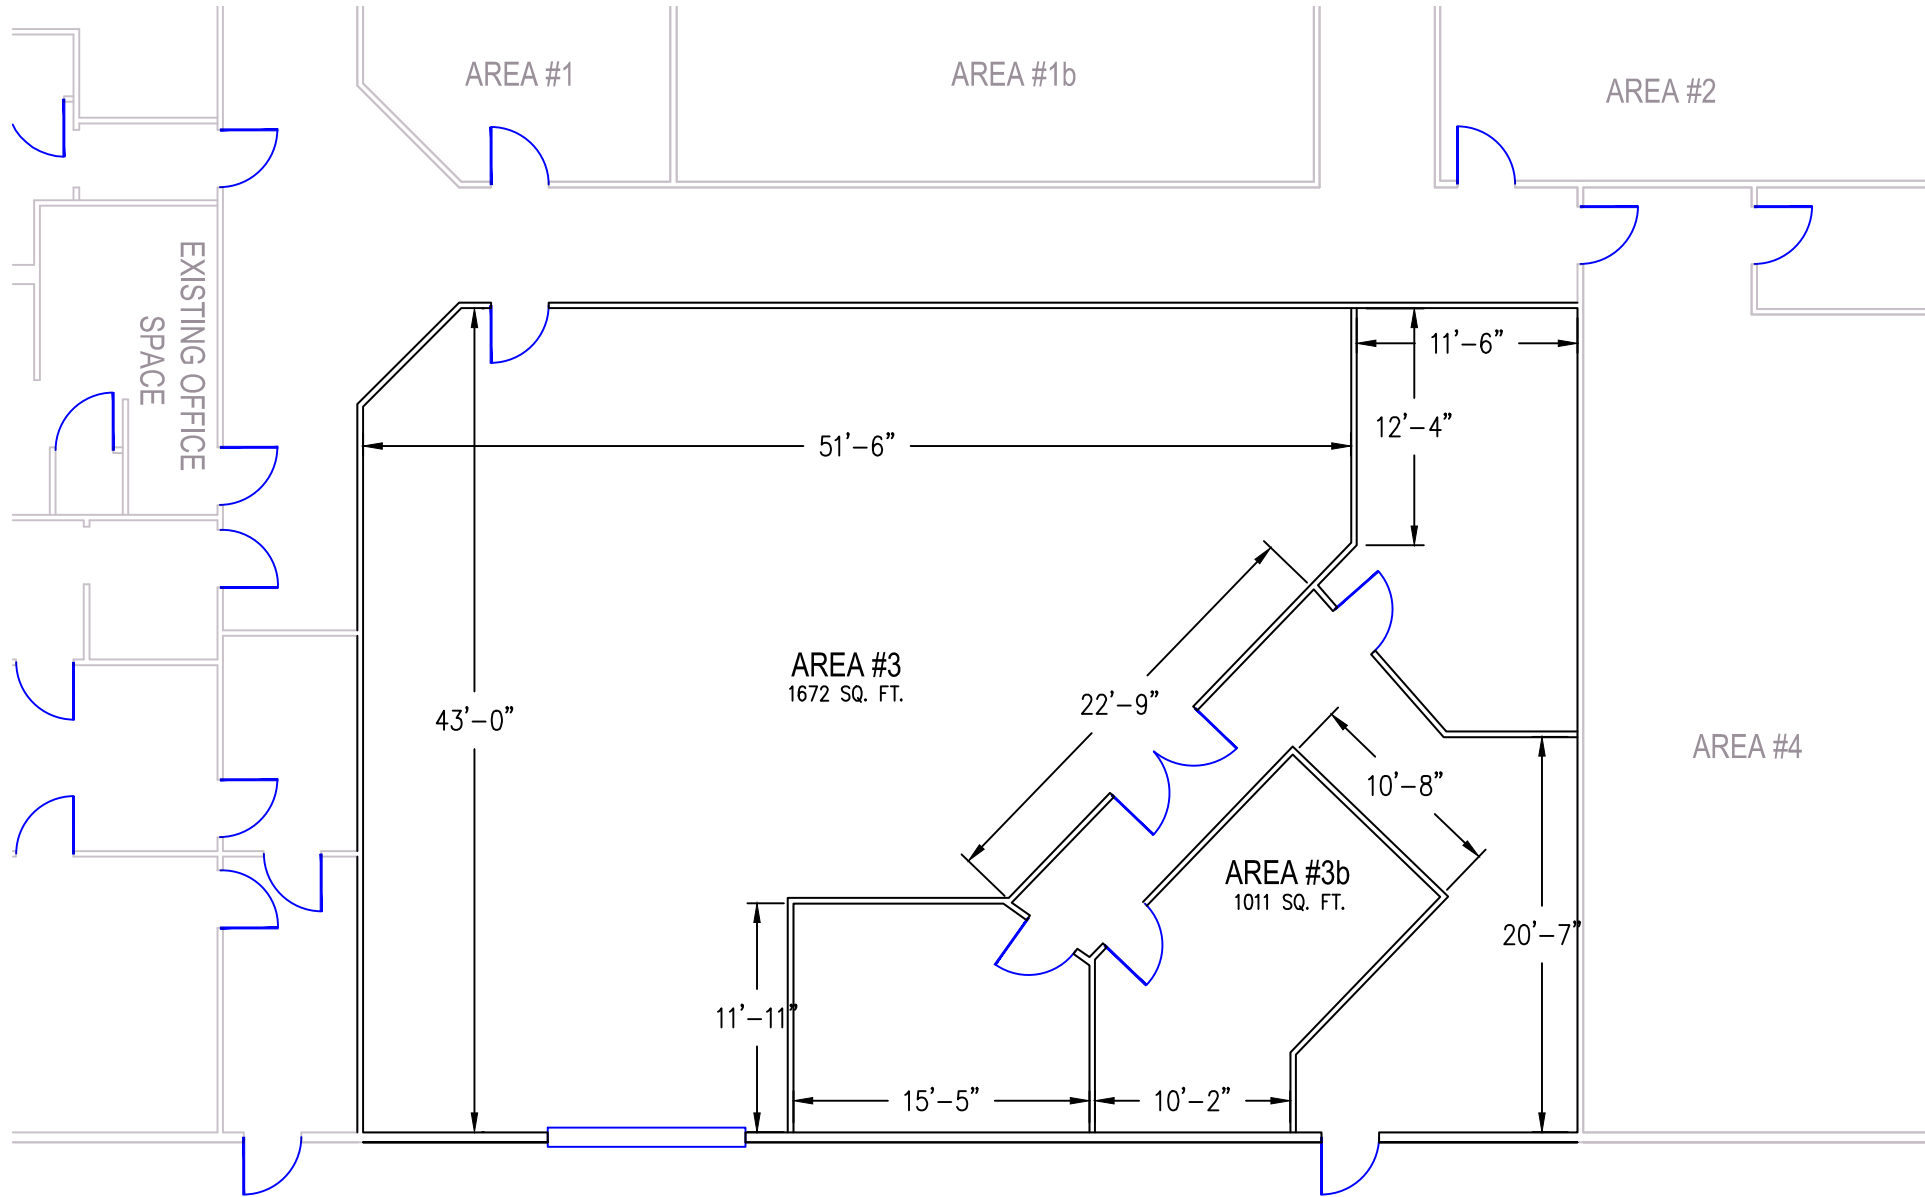 AREA #1
AREA #1b
AREA #2
EXISTING OFFICE
SPACE
11’–6”
12’–4”
51’–6”
AREA #3
1672 SQ. FT.
43’–0”
22’–9”
10’–8”
AREA #4
AREA #3b
1011 SQ. FT.
20’–7”
11’–11”
15’–5”
10’–2”